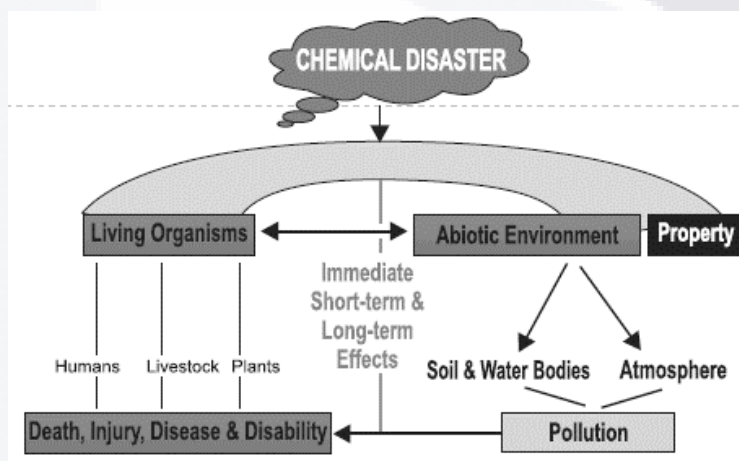 CHEMICAL DISASTER
Living Organisms
Abiotic Environment
Property
Immediate
Short-term &
Long-term
Effects
Humans
Livestock
Plants
Soil & Water Bodies
Atmosphere
Death, Injury, Disease & Disability
Pollution